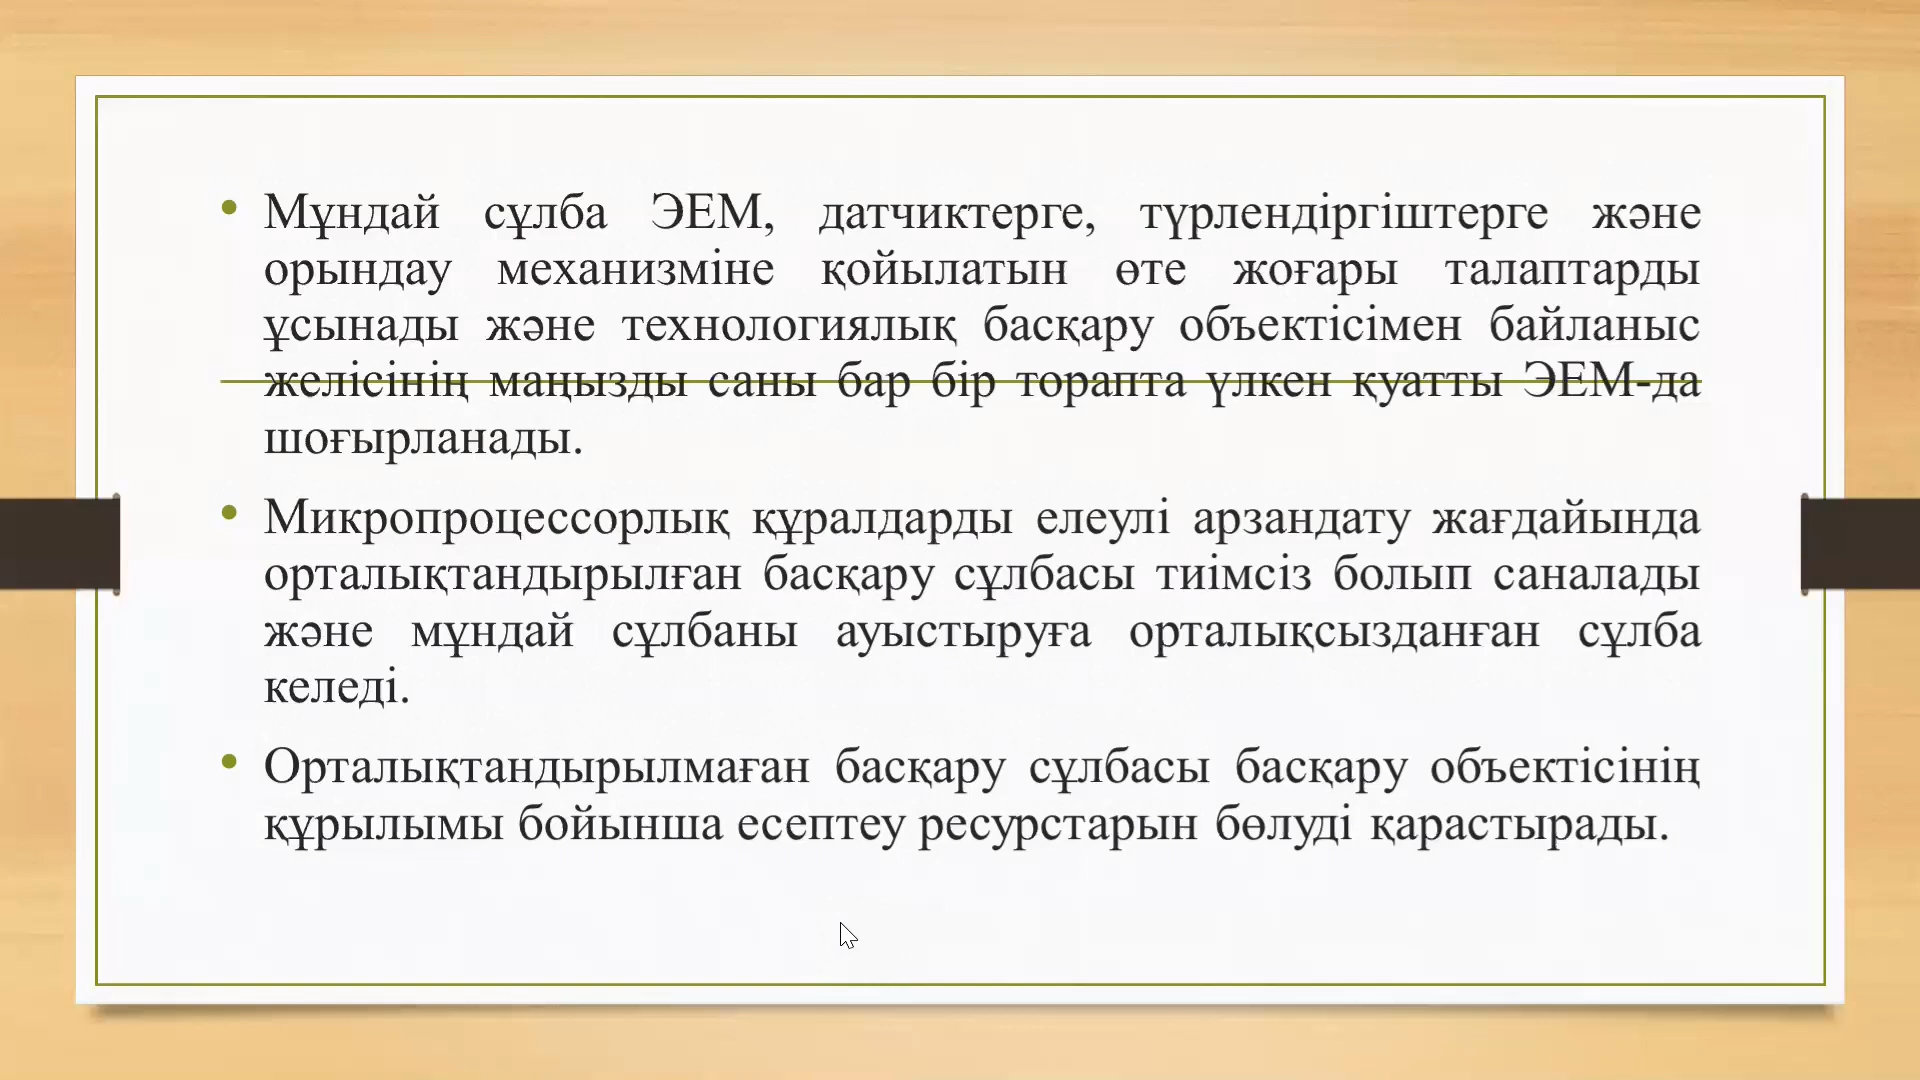 • Мұндай сұлба ЭЕМ, датчиктерге, түрлендіргіштерге және
орындау механизміне қойылатын өте жоғары талаптарды
ұсынады және технологиялық басқару объектісімен байланыс
желісінің маңызды саны бар бір торапта үлкен қуатты ЭЕМ-да
шоғырланады.
• Микропроцессорлық құралдарды елеулі арзандату жағдайында
орталықтандырылған басқару сұлбасы тиімсіз болып саналады
және мұндай сұлбаны ауыстыруға орталықсызданған сұлба
келеді.
• Орталықтандырылмаған басқару сұлбасы басқару объектісінің
құрылымы бойынша есептеу ресурстарын бөлуді қарастырады.